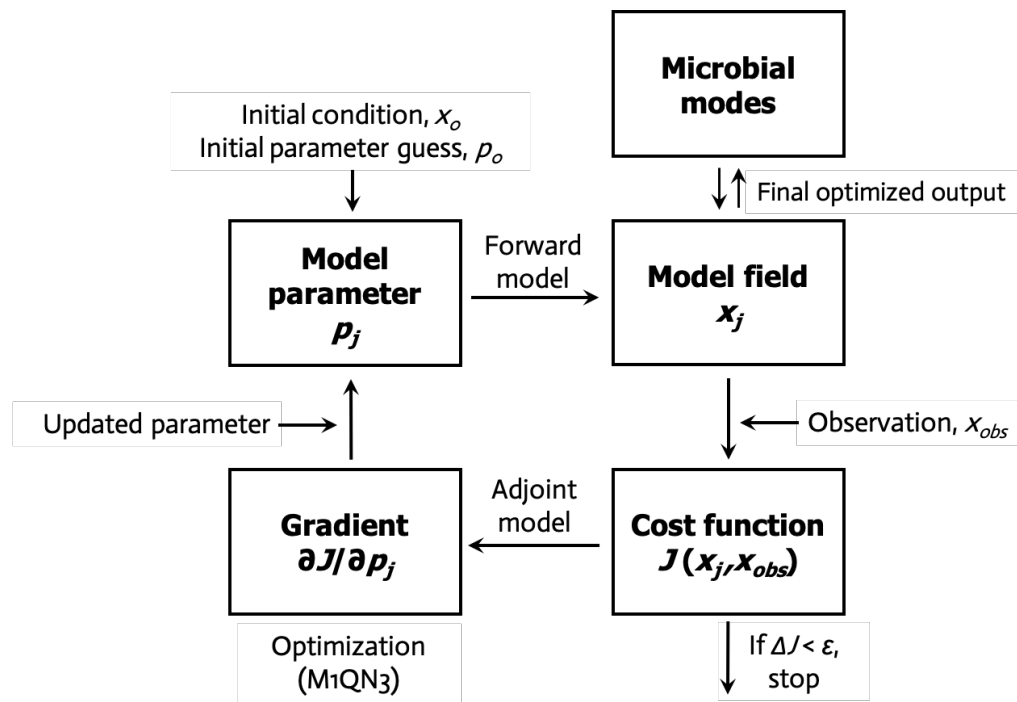 Microbial
modes
Initial condition, xo
Initial parameter guess, po
Final optimized output
Model
parameter
pj
Forward
model
Model field
xj
Updated parameter
Observation, xobs
Gradient
∂J/∂pj
Adjoint
model
Cost function
J (xj,xobs)
Optimization
(M1QN3)
If ΔJ < ε,
stop